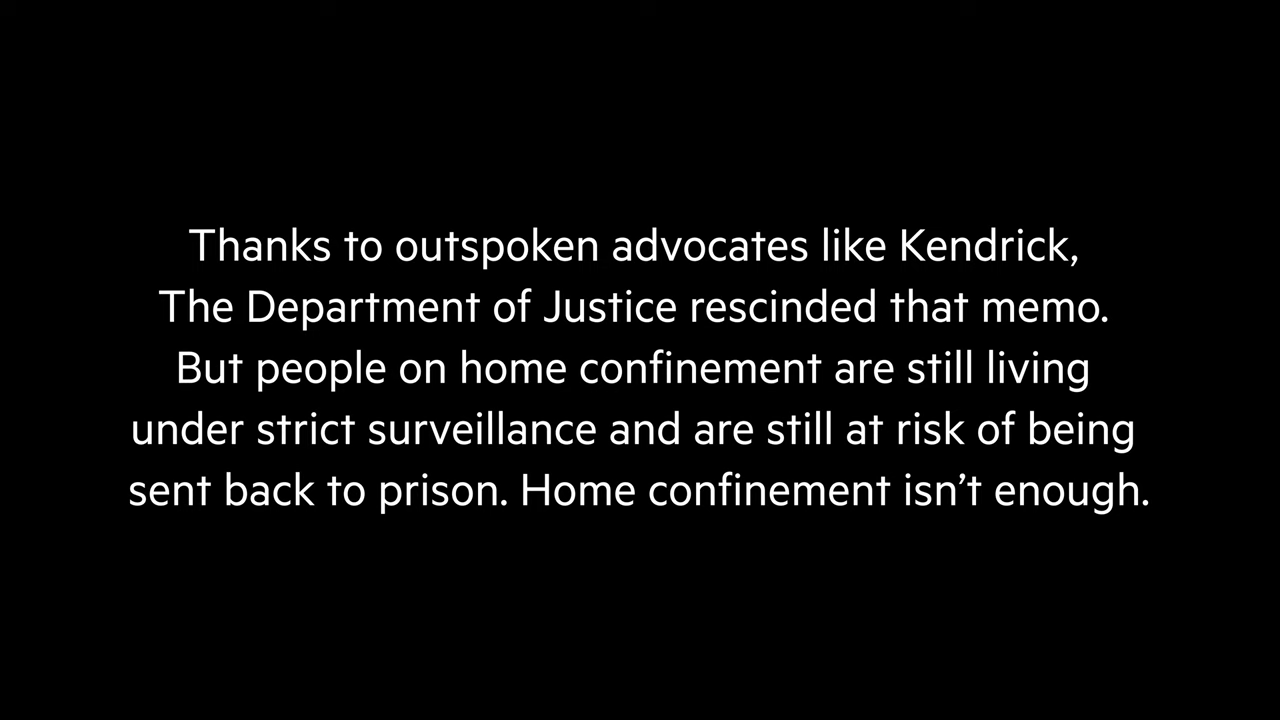 Thanks to outspoken advocates like Kendrick,
The Department of Justice rescinded that memo.
But people on home confinement are still living
under strict surveillance and are still at risk of being
sent back to prison. Home confinement isn’t enough.